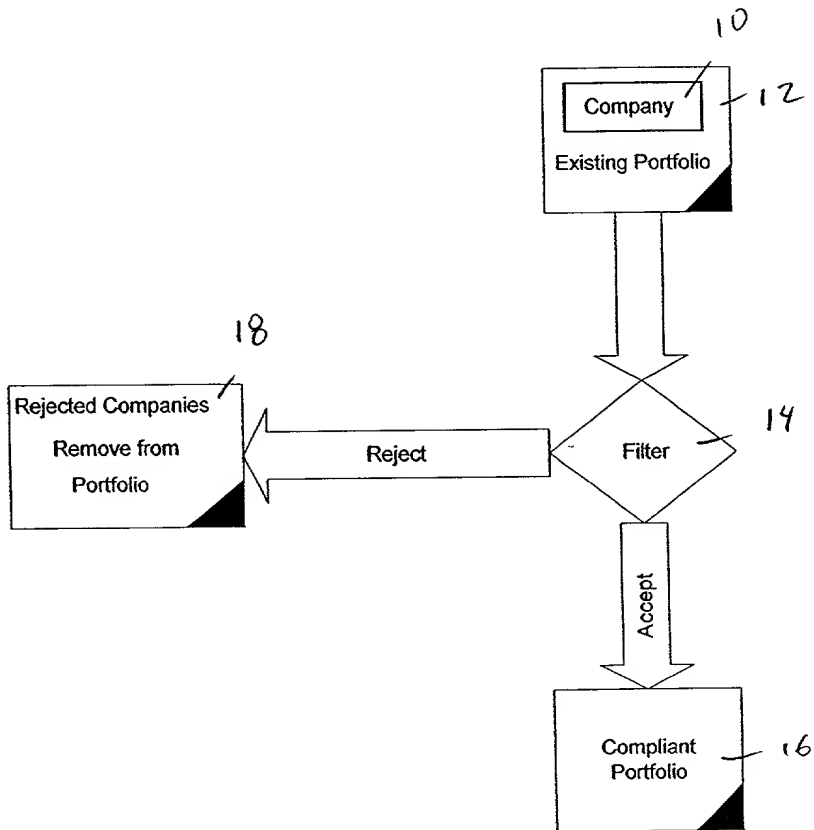 10
Company
12
Existing Portfolio
18
Rejected Companies
Remove from
Portfolio
Reject
Filter
14
Accept
Compliant
Portfolio
16